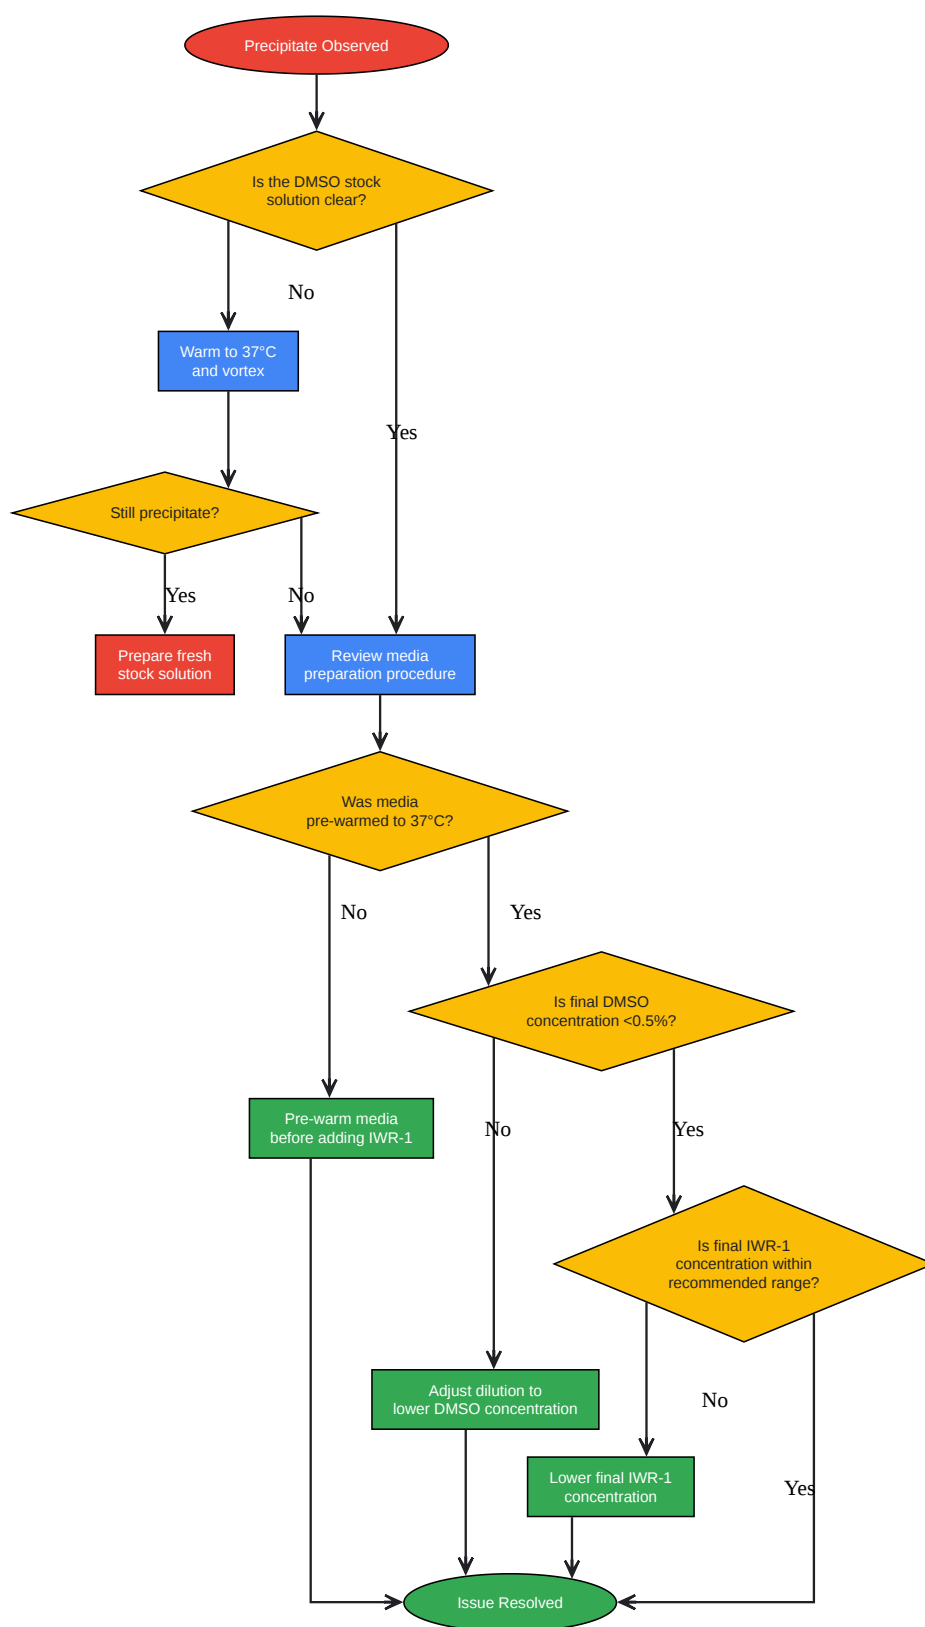 Precipitate Observed
Is the DMSO stock
solution clear?
No
Warm to 37°C
and vortex
Yes
Still precipitate?
Yes
No
Prepare fresh
stock solution
Review media
preparation procedure
Was media
pre-warmed to 37°C?
No
Yes
Is final DMSO
concentration <0.5%?
Pre-warm media
before adding IWR-1
No
Yes
Is final IWR-1
concentration within
recommended range?
Adjust dilution to
lower DMSO concentration
No
Lower final IWR-1
concentration
Yes
Issue Resolved